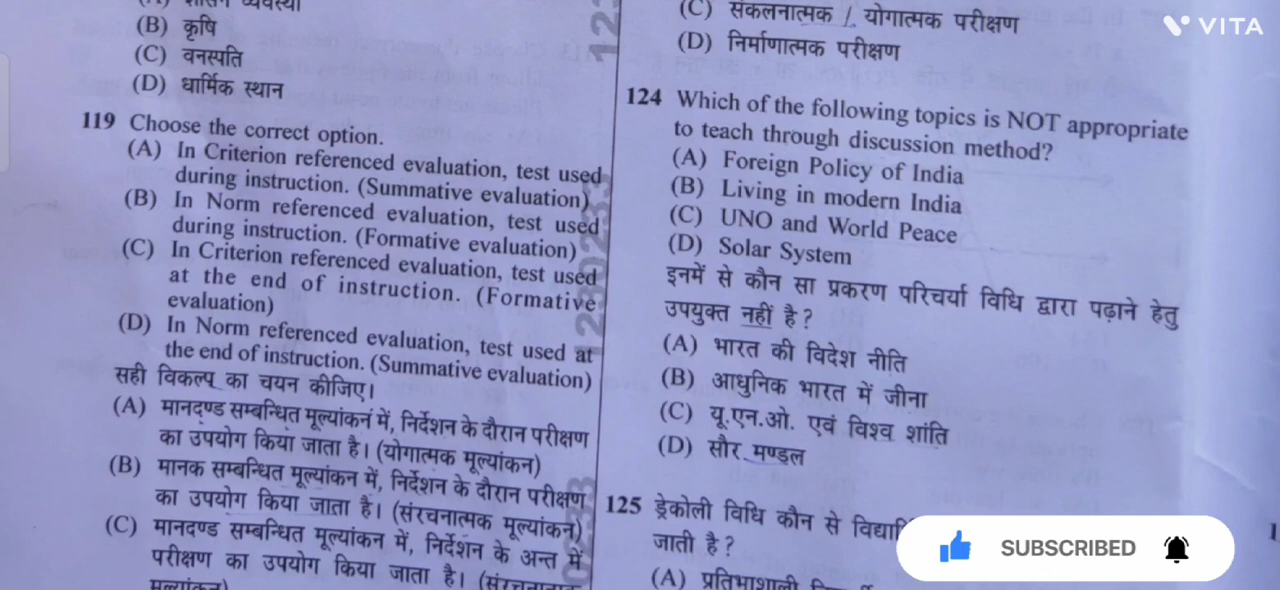 (B) कृषि
(C) वनस्पति
(D) धार्मिक स्थान
119 Choose the correct option.
(A) In Criterion referenced evaluation, test used
during instruction. (Summative evaluation)
(B) In Norm referenced evaluation, test used
during instruction. (Formative evaluation)
(C) In Criterion referenced evaluation, test used
at the end of instruction. (Formative
evaluation)
(D) In Norm referenced evaluation, test used at
the end of instruction. (Summative evaluation)
सही विकल्प का चयन कीजिए।
(A) मानदण्ड सम्बन्धित मूल्यांकन में, निर्देशन के दौरान परीक्षण
का उपयोग किया जाता है। (योगात्मक मूल्यांकन)
(B) मानक सम्बन्धित मूल्यांकन में, निर्देशन के दौरान परीक्षण
का उपयोग किया जाता है। (संरचनात्मक मूल्यांकन)
(C) मानदण्ड सम्बन्धित मूल्यांकन में, निर्देशन के अन्त में
परीक्षण का उपयोग किया जाता है।
(C) संकलनात्मक / योगात्मक परीक्षण
(D) निर्माणात्मक परीक्षण
124 Which of the following topics is NOT appropriate
to teach through discussion method?
(A) Foreign Policy of India
(B) Living in modern India
(C) UNO and World Peace
(D) Solar System
इनमें से कौन सा प्रकरण परिचर्या विधि द्वारा पढ़ाने हेतु
उपयुक्त नहीं है?
(A) भारत की विदेश नीति
(B) आधुनिक भारत में जीना
(C) यू.एन.ओ. एवं विश्व शांति
(D) सौर मण्डल
125 ड्रेकोली विधि कौन से
जाती है?
(A) प्रतिभाशाली
VITA
SUBSCRIBED